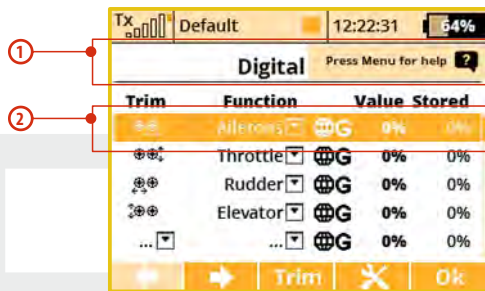 Tx Default 12:22:31 64%
1
Digital Press Menu for help ?
Trim Function Value Stored
2
Ailerons G 0% 0%
Throttle G 0% 0%
Rudder G 0% 0%
Elevator G 0% 0%
... ... G 0% 0%
Trim Ok